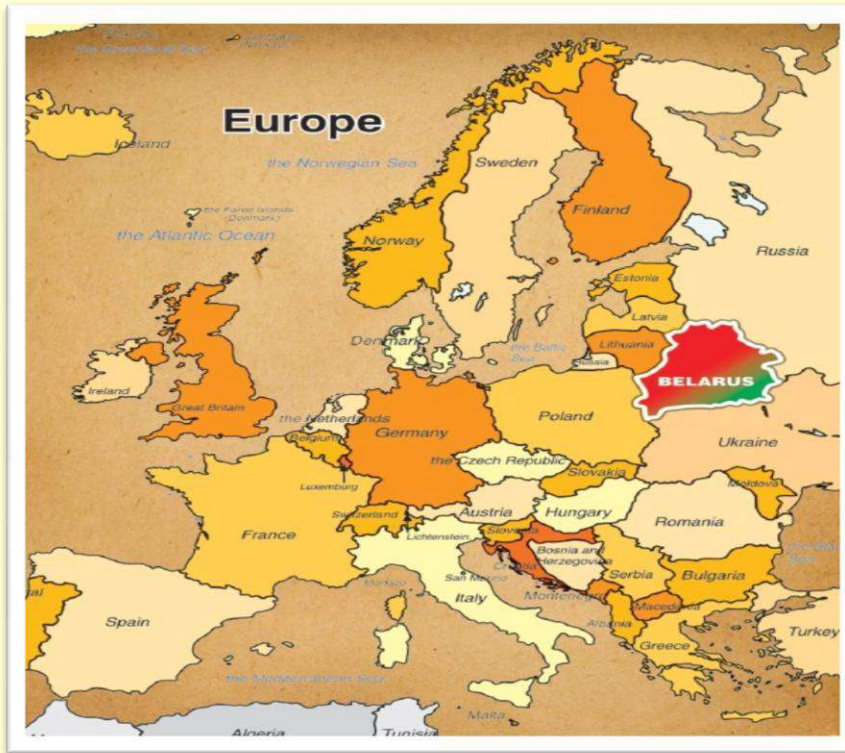 Iceland
Europe
the Norwegian Sea
Sweden
the Faroe Islands
(Denmark)
the Atlantic Ocean
Norway
Finland
Russia
Estonia
Latvia
Denmark
the Baltic
Sea
Lithuania
Russia
BELARUS
Ireland
Great Britain
the Netherlands
Belgium
Germany
Poland
the Czech Republic
Ukraine
Luxemburg
Slovakia
Moldova
Switzerland
Austria
Hungary
France
Lichtenstein
Slovenia
Romania
Bosnia and
Herzegovina
Croatia
Serbia
Monaco
San Marino
Montenegro
Bulgaria
Italy
Macedonia
Spain
Albania
Greece
Turkey
the Mediterranean Sea
Malta
Algeria
Tunisia